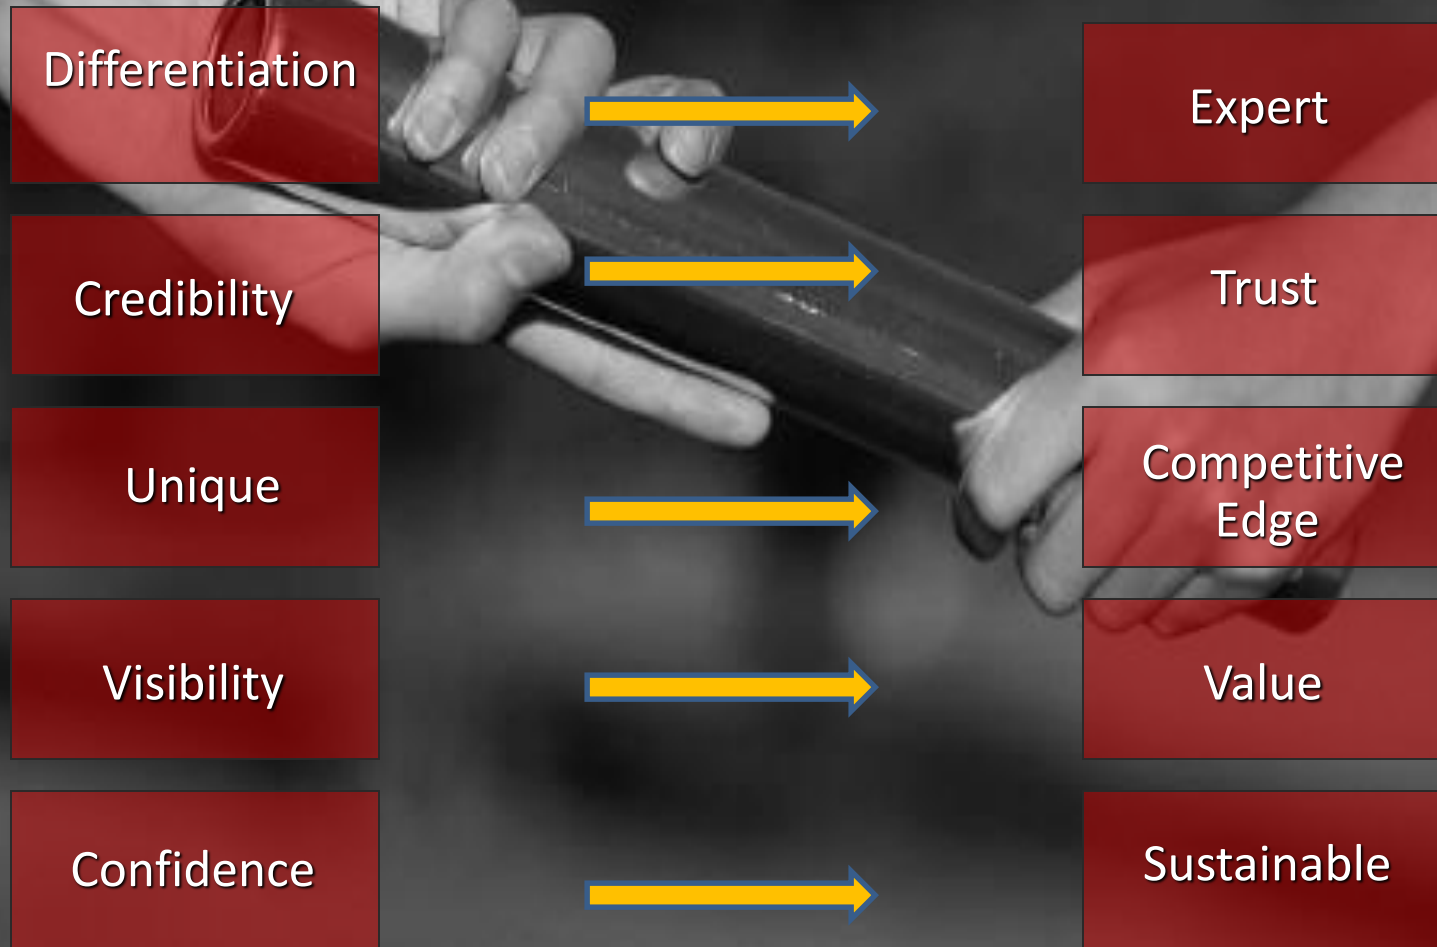 Differentiation
Expert
Credibility
Trust
Unique
Competitive
Edge
Visibility
Value
Confidence
Sustainable